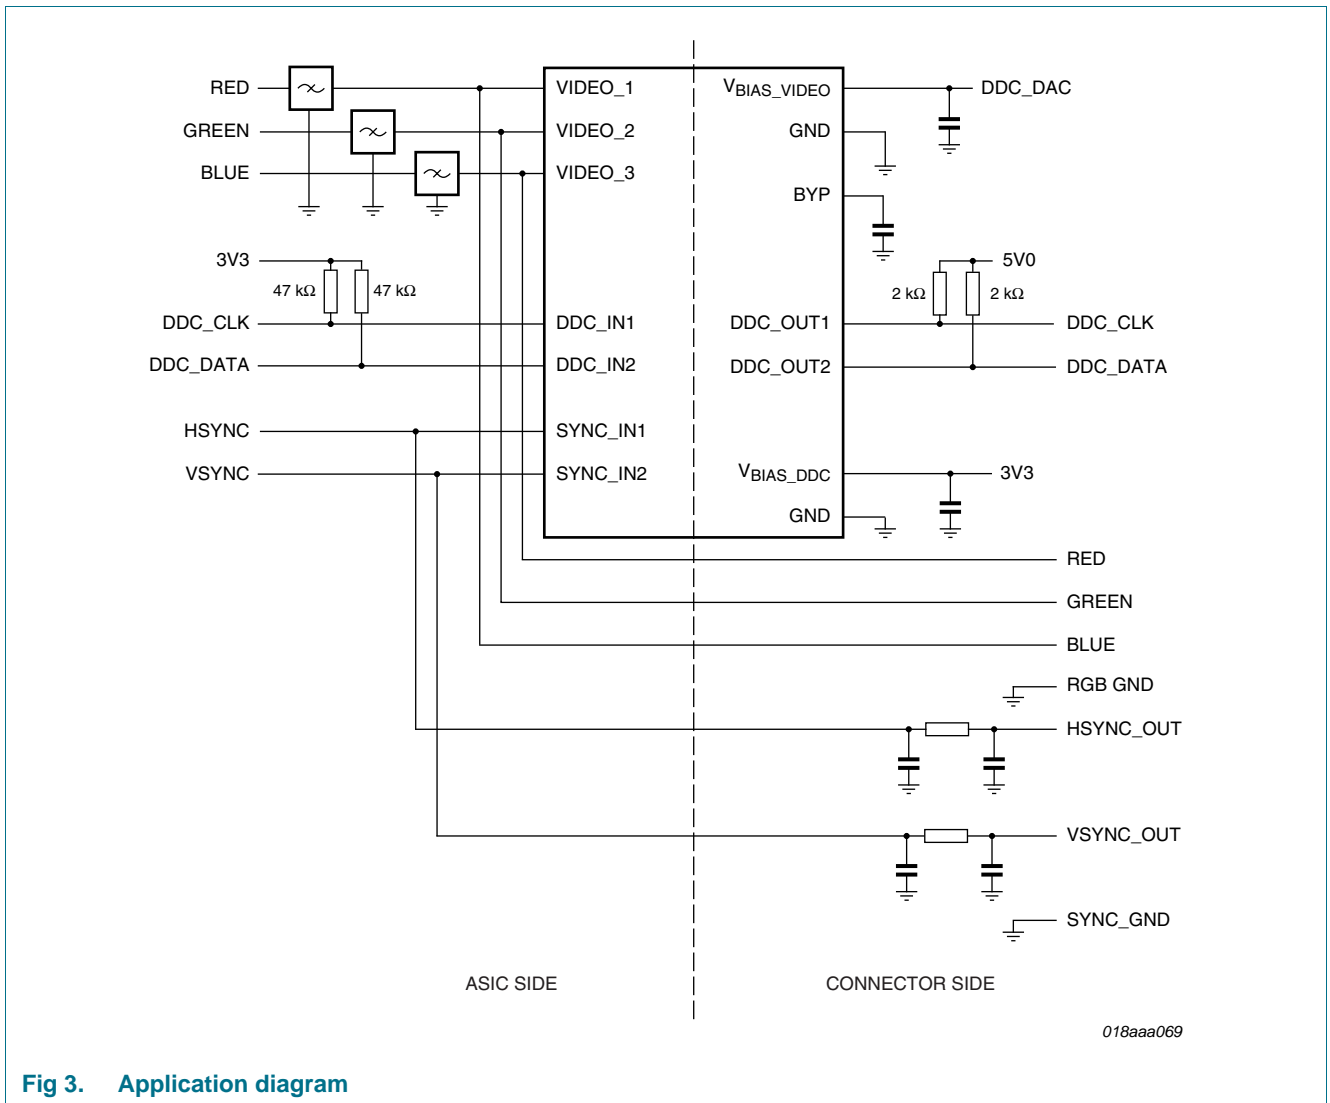 RED
GREEN
BLUE
3V3
47 kΩ
47 kΩ
DDC_CLK
DDC_DATA
HSYNC
VSYNC
VIDEO_1
VIDEO_2
VIDEO_3
DDC_IN1
DDC_IN2
SYNC_IN1
SYNC_IN2
VBIAS_VIDEO
GND
BYP
DDC_OUT1
DDC_OUT2
VBIAS_DDC
GND
DDC_DAC
5V0
2 kΩ
2 kΩ
DDC_CLK
DDC_DATA
3V3
RED
GREEN
BLUE
RGB GND
HSYNC_OUT
VSYNC_OUT
SYNC_GND
ASIC SIDE
CONNECTOR SIDE
018aaa069
Fig 3. Application diagram